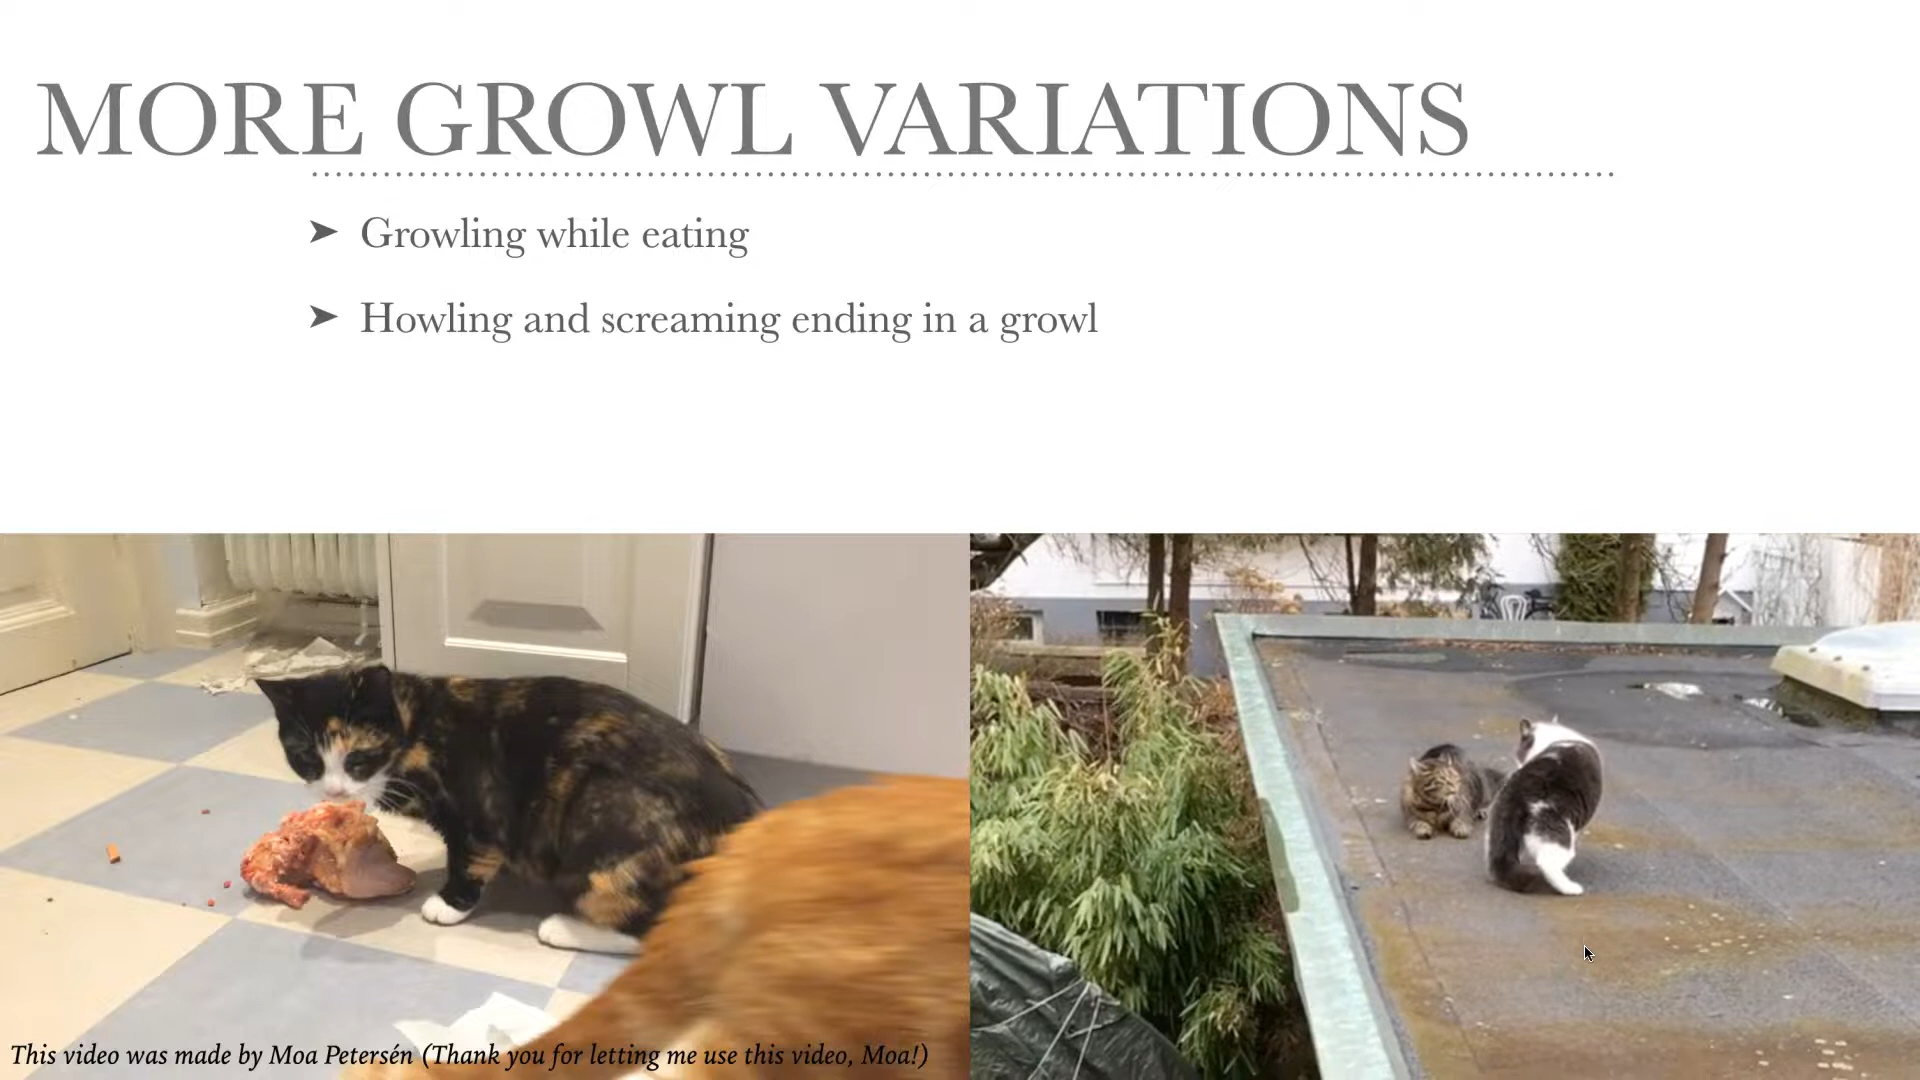 MORE GROWL VARIATIONS
➤ Growling while eating
➤ Howling and screaming ending in a growl
This video was made by Moa Petersén (Thank you for letting me use this video, Moa!)